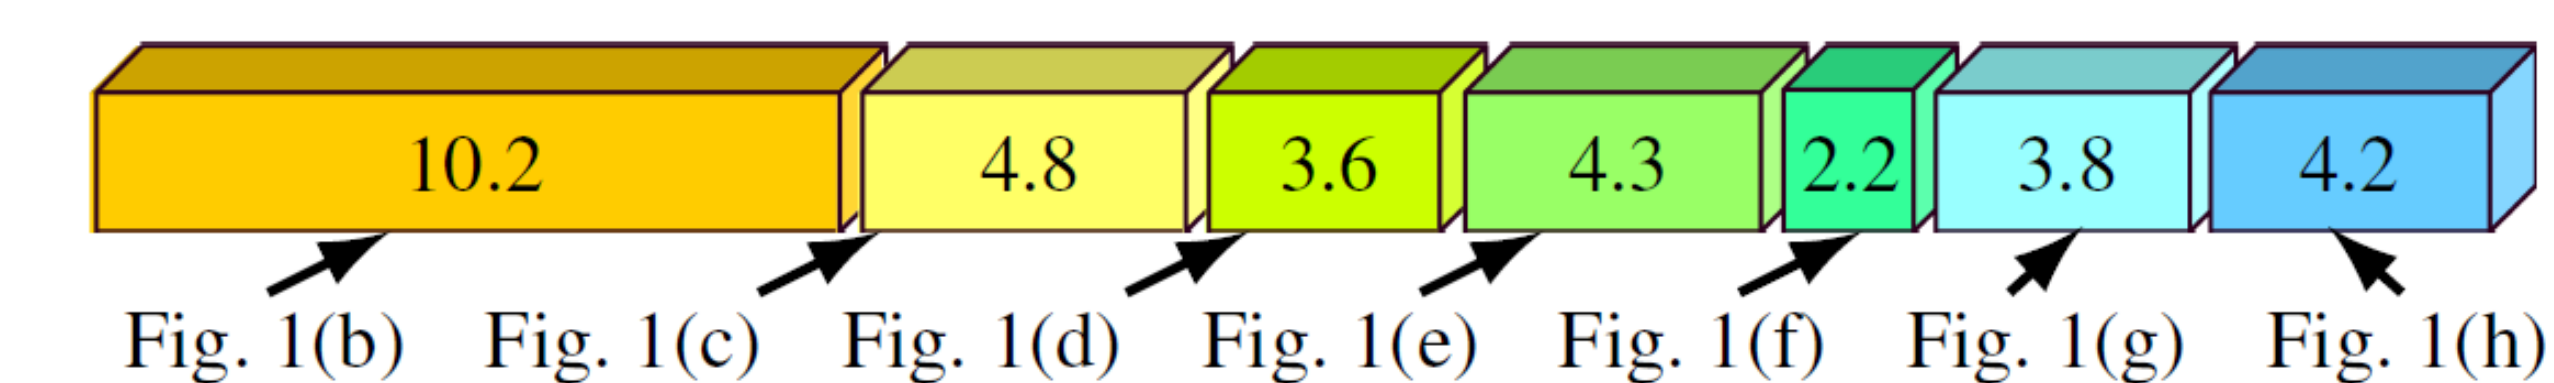 10.2 4.8 3.6 4.3 2.2 3.8 4.2
Fig. 1(b) Fig. 1(c) Fig. 1(d) Fig. 1(e) Fig. 1(f) Fig. 1(g) Fig. 1(h)